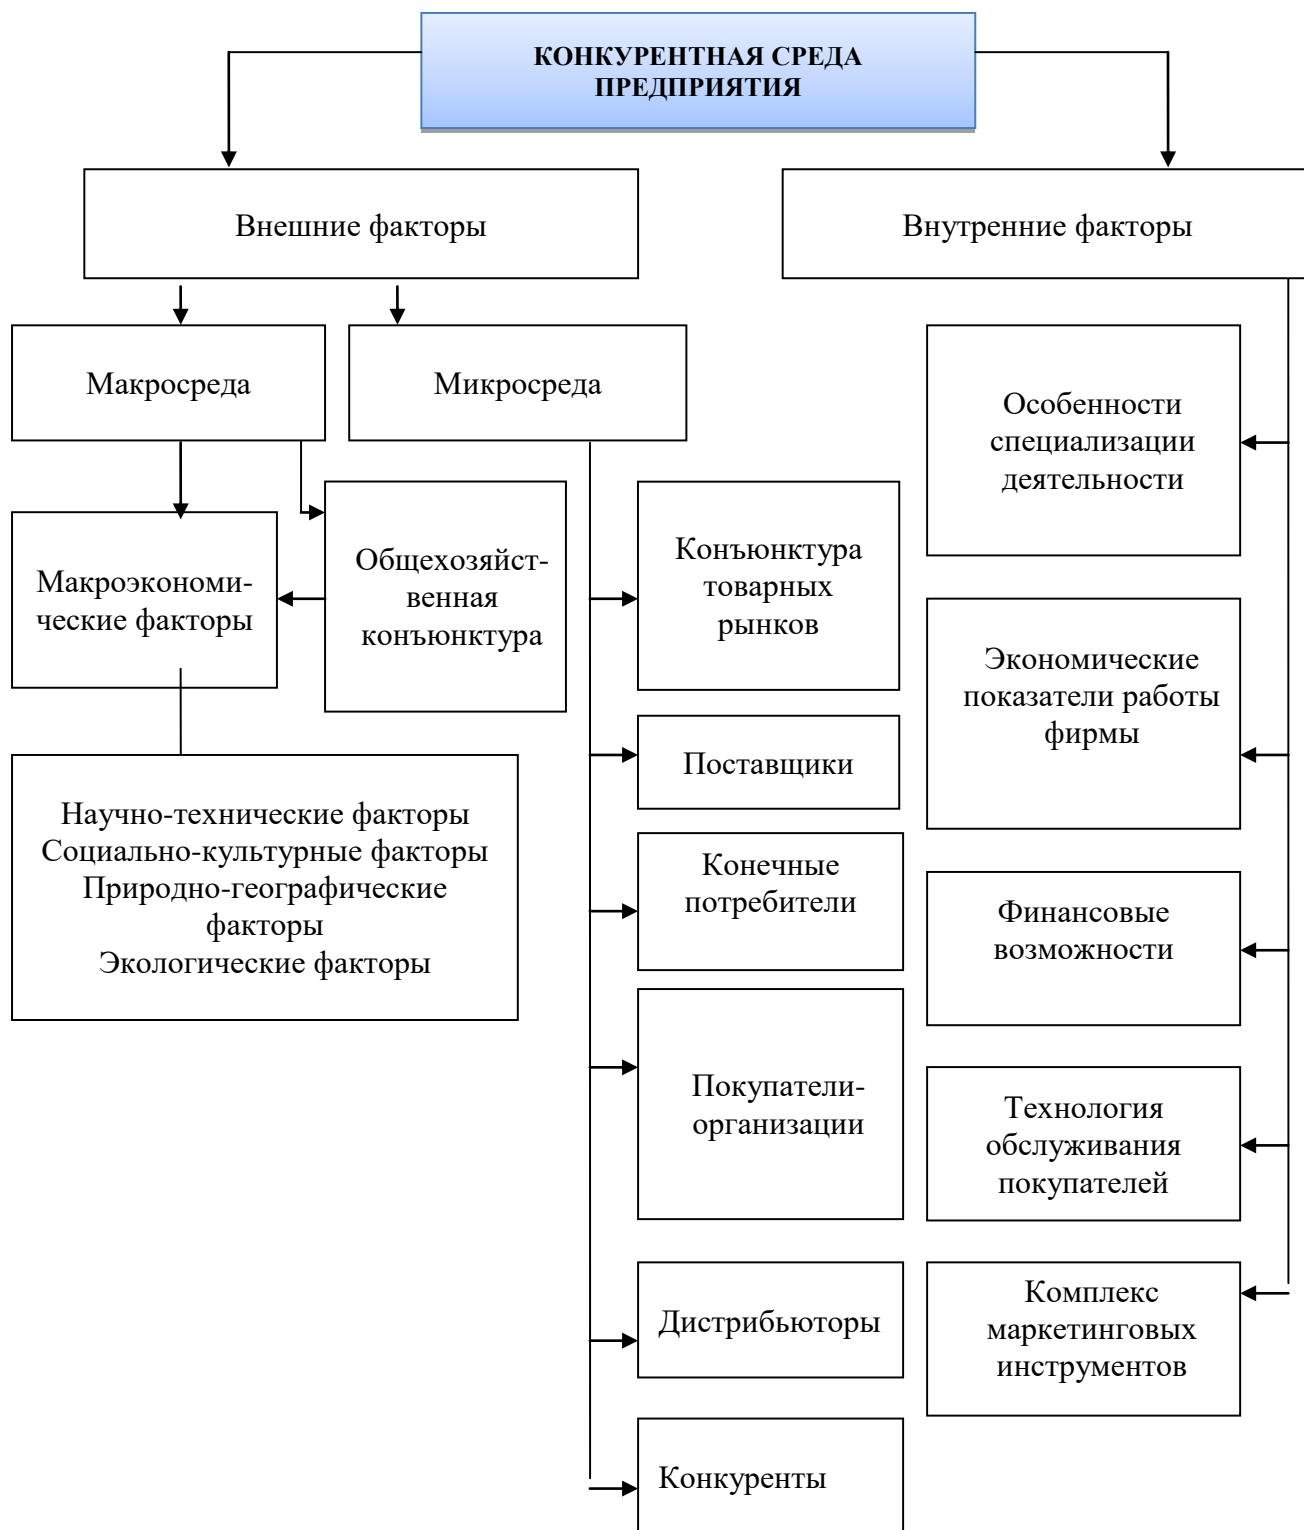 КОНКУРЕНТНАЯ СРЕДА
ПРЕДПРИЯТИЯ
Внешние факторы
Внутренние факторы
Макросреда
Микросреда
Особенности
специализации
деятельности
Макроэкономи-
ческие факторы
Общехозяйст-
венная
конъюнктура
Конъюнктура
товарных
рынков
Экономические
показатели работы
фирмы
Поставщики
Научно-технические факторы
Социально-культурные факторы
Природно-географические
факторы
Экологические факторы
Конечные
потребители
Финансовые
возможности
Покупатели-
организации
Технология
обслуживания
покупателей
Дистрибьюторы
Комплекс
маркетинговых
инструментов
Конкуренты